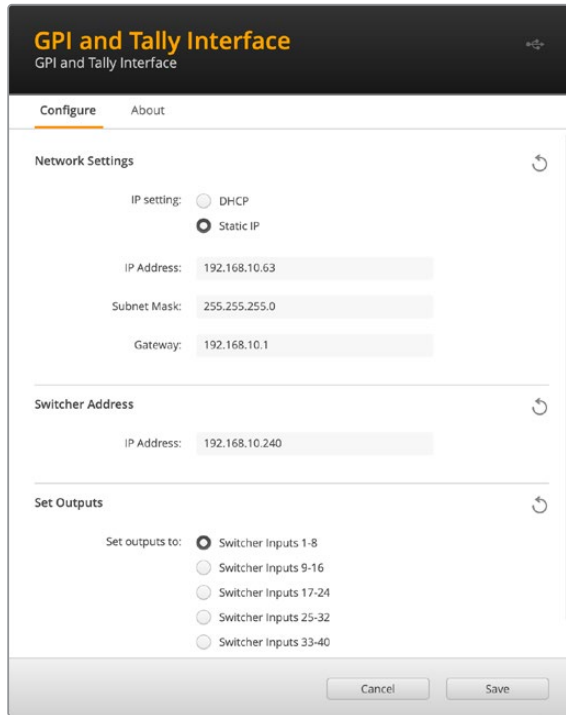 GPI and Tally Interface
GPI and Tally Interface
Configure About
Network Settings
IP setting: DHCP
Static IP
IP Address: 192.168.10.63
Subnet Mask: 255.255.255.0
Gateway: 192.168.10.1
Switcher Address
IP Address: 192.168.10.240
Set Outputs
Set outputs to: Switcher Inputs 1-8
Switcher Inputs 9-16
Switcher Inputs 17-24
Switcher Inputs 25-32
Switcher Inputs 33-40
Cancel Save